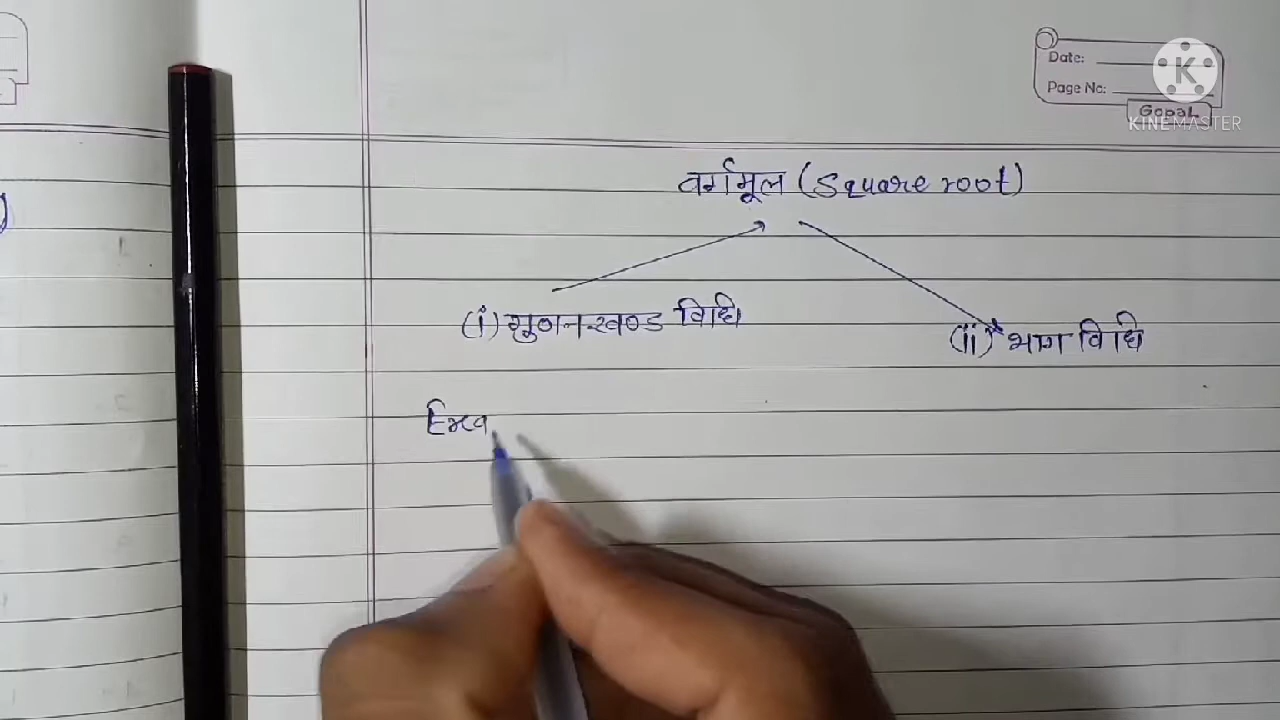 Date:
Page No:
Gopal
KINEMASTER
वर्गमूल (Square root)
(i) गुणनखण्ड विधि
(ii) भाग विधि
Exa